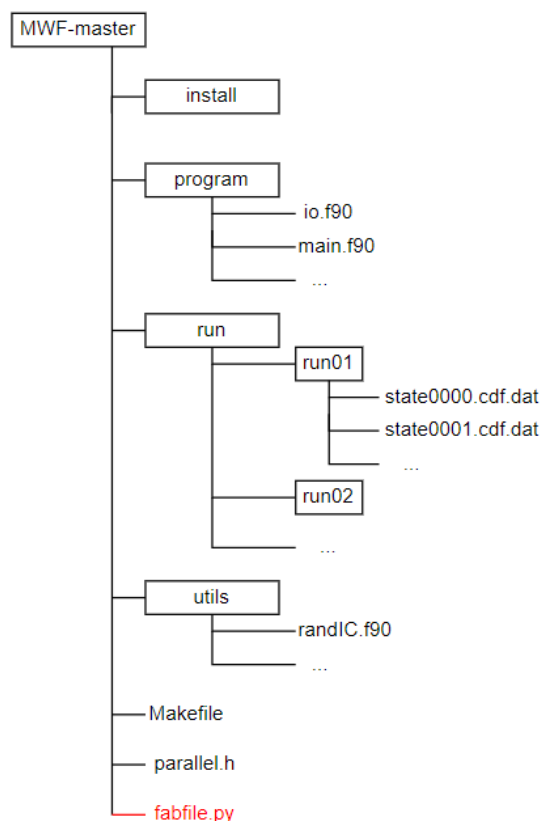 MWF-master
install
program
io.f90
main.f90
...
run
run01
state0000.cdf.dat
state0001.cdf.dat
...
run02
...
utils
randIC.f90
...
Makefile
parallel.h
fabfile.py